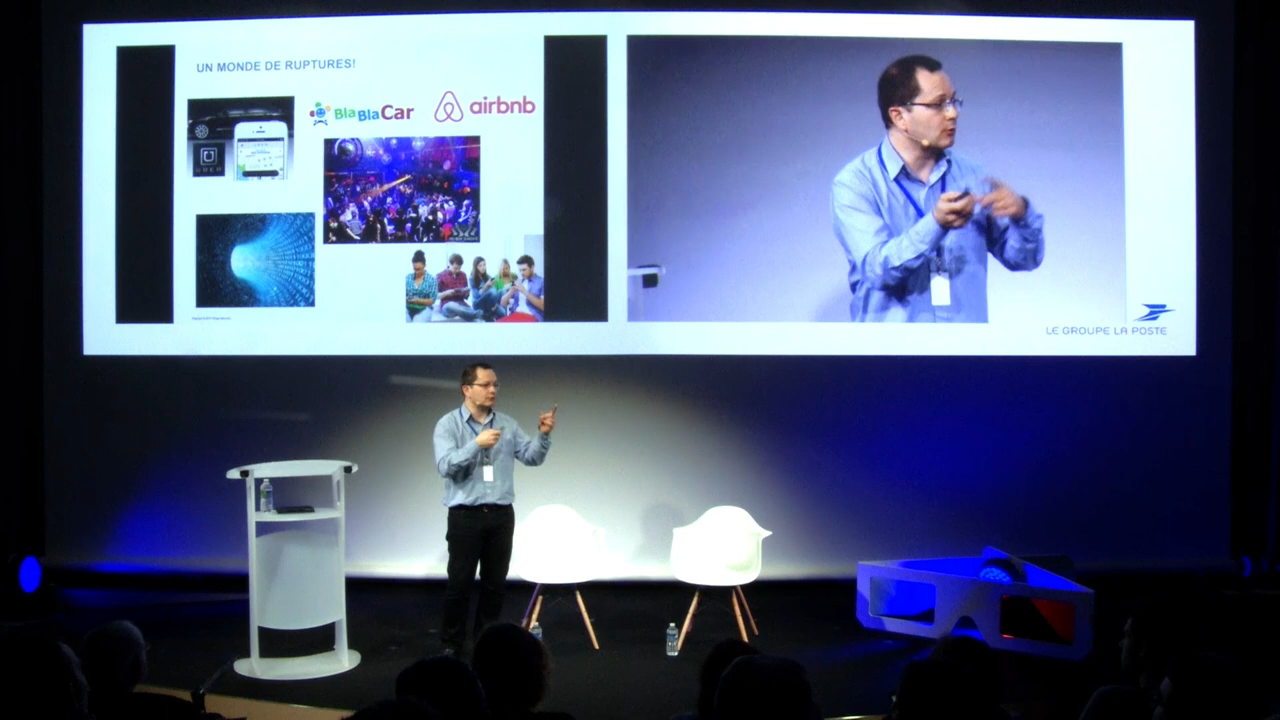 UN MONDE DE RUPTURES!
BlaBlaCar
airbnb
UBER
LE GROUPE LA POSTE